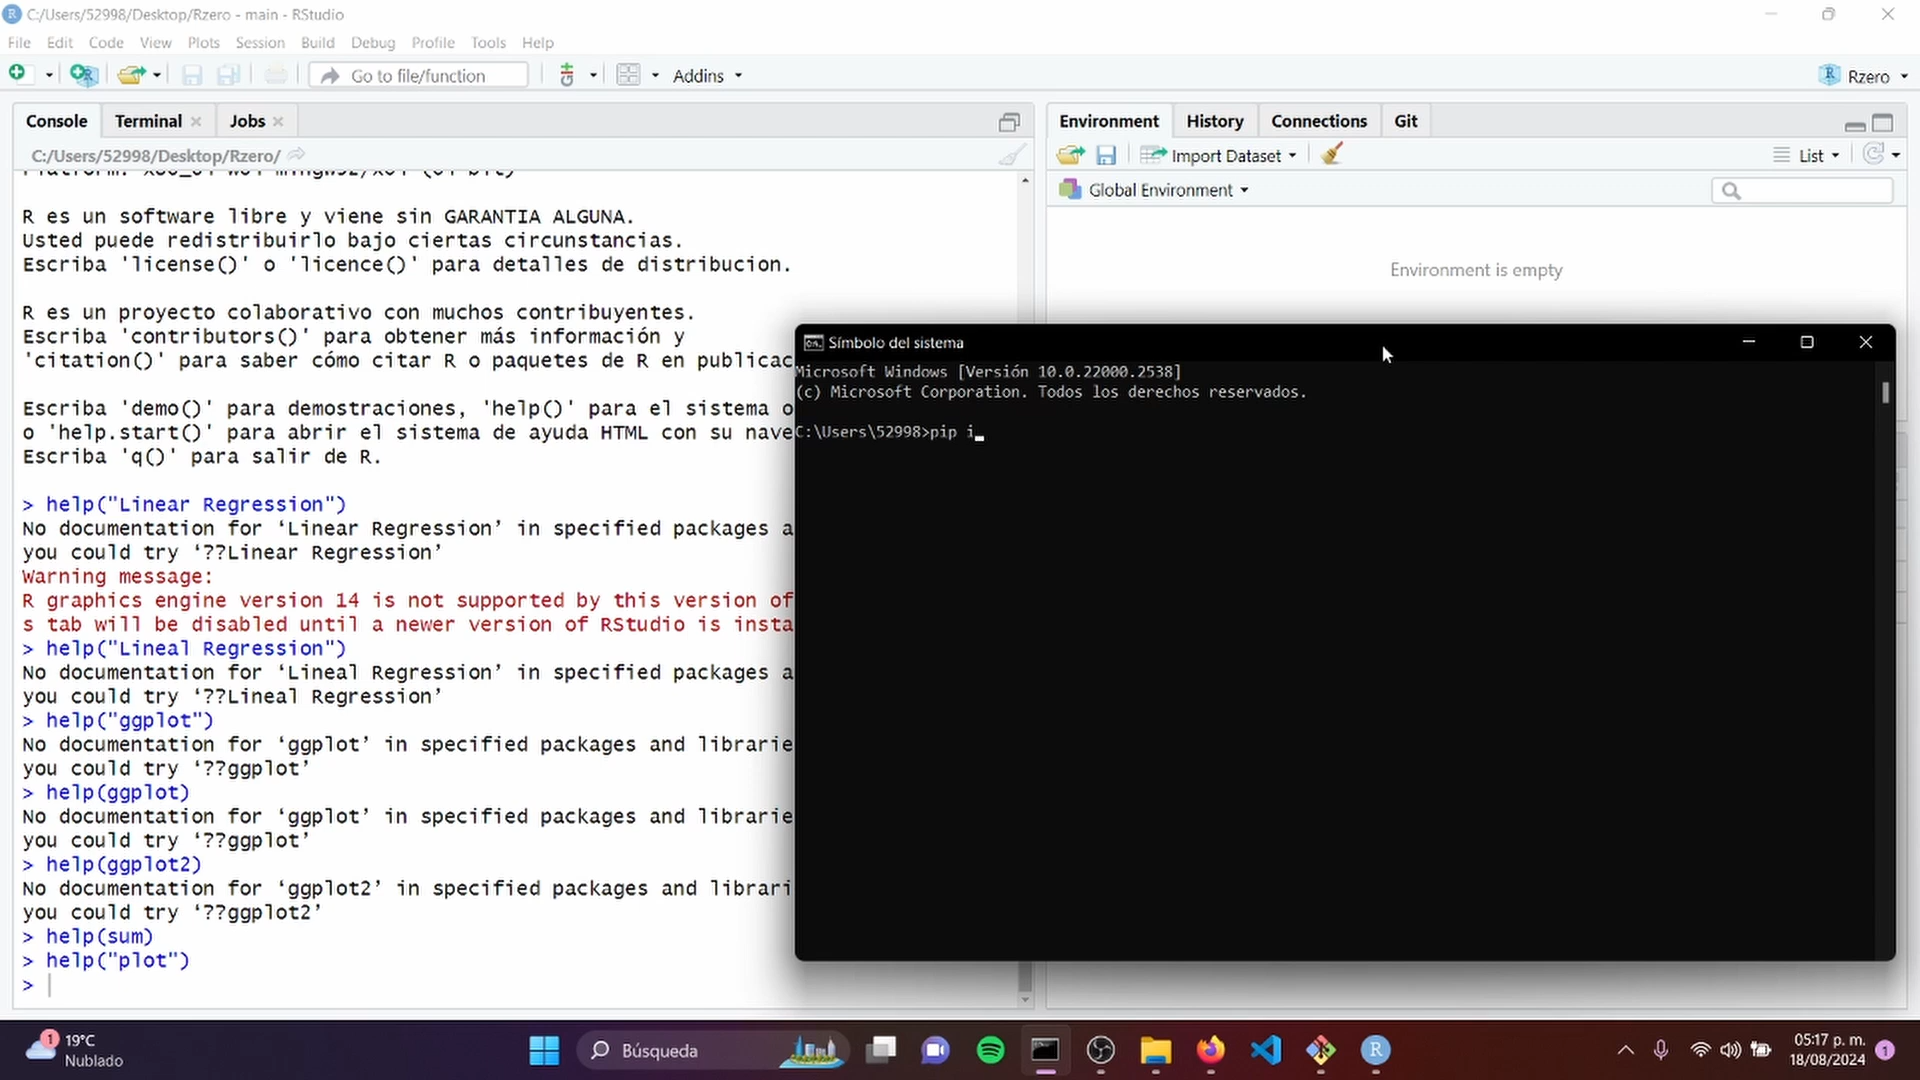 C:/Users/52998/Desktop/Rzero - main - RStudio
File Edit Code View Plots Session Build Debug Profile Tools Help
Go to file/function
Addins
Rzero
Console Terminal Jobs
C:/Users/52998/Desktop/Rzero/
R es un software libre y viene sin GARANTIA ALGUNA.
Usted puede redistribuirlo bajo ciertas circunstancias.
Escriba 'license()' o 'licence()' para detalles de distribucion.
R es un proyecto colaborativo con muchos contribuyentes.
Escriba 'contributors()' para obtener más información y
'citation()' para saber cómo citar R o paquetes de R en publicac
Escriba 'demo()' para demostraciones, 'help()' para el sistema o
o 'help.start()' para abrir el sistema de ayuda HTML con su nave
Escriba 'q()' para salir de R.
> help("Linear Regression")
No documentation for ‘Linear Regression’ in specified packages a
you could try ‘??Linear Regression’
Warning message:
R graphics engine version 14 is not supported by this version of
s tab will be disabled until a newer version of RStudio is insta
> help("Lineal Regression")
No documentation for ‘Lineal Regression’ in specified packages a
you could try ‘??Lineal Regression’
> help("ggplot")
No documentation for ‘ggplot’ in specified packages and librarie
you could try ‘??ggplot’
> help(ggplot)
No documentation for ‘ggplot’ in specified packages and librarie
you could try ‘??ggplot’
> help(ggplot2)
No documentation for ‘ggplot2’ in specified packages and librari
you could try ‘??ggplot2’
> help(sum)
> help("plot")
>
Environment History Connections Git
Import Dataset
List
Global Environment
Environment is empty
Símbolo del sistema
Microsoft Windows [Versión 10.0.22000.2538]
(c) Microsoft Corporation. Todos los derechos reservados.
C:\Users\52998>pip i
1
19°C
Nublado
Búsqueda
05:17 p. m.
18/08/2024
1